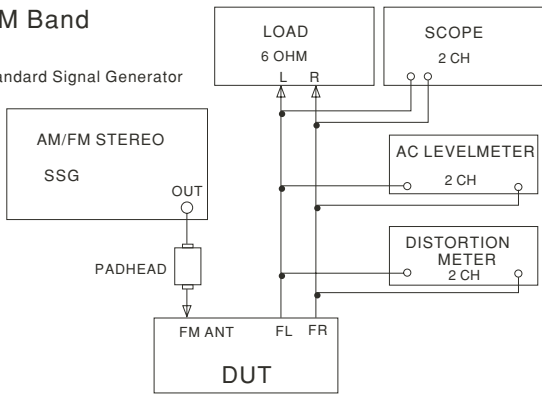 M Band
andard Signal Generator
AM/FM STEREO
SSG
OUT
PADHEAD
LOAD
6 OHM
L R
SCOPE
2 CH
AC LEVELMETER
2 CH
DISTORTION
METER
2 CH
FM ANT FL FR
DUT